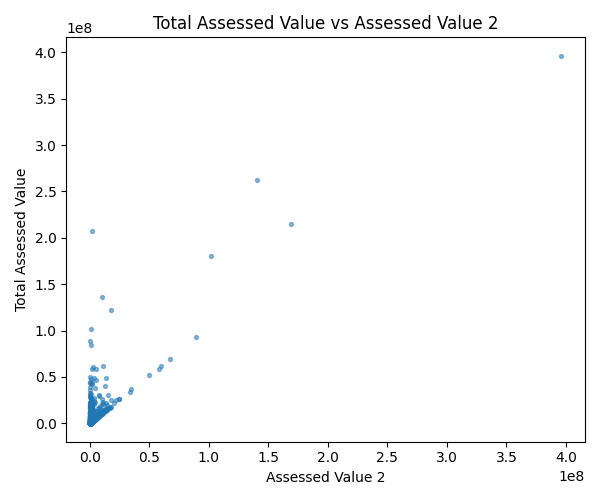 Total Assessed Value vs Assessed Value 2
1e8
4.0
3.5
3.0
2.5
2.0
1.5
1.0
0.5
0.0
Total Assessed Value
0.0 0.5 1.0 1.5 2.0 2.5 3.0 3.5 4.0
1e8
Assessed Value 2